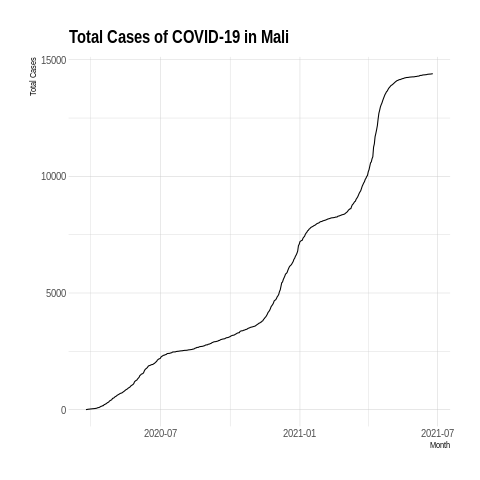 Total Cases of COVID-19 in Mali
Total Cases
15000
10000
5000
0
2020-07
2021-01
2021-07
Month